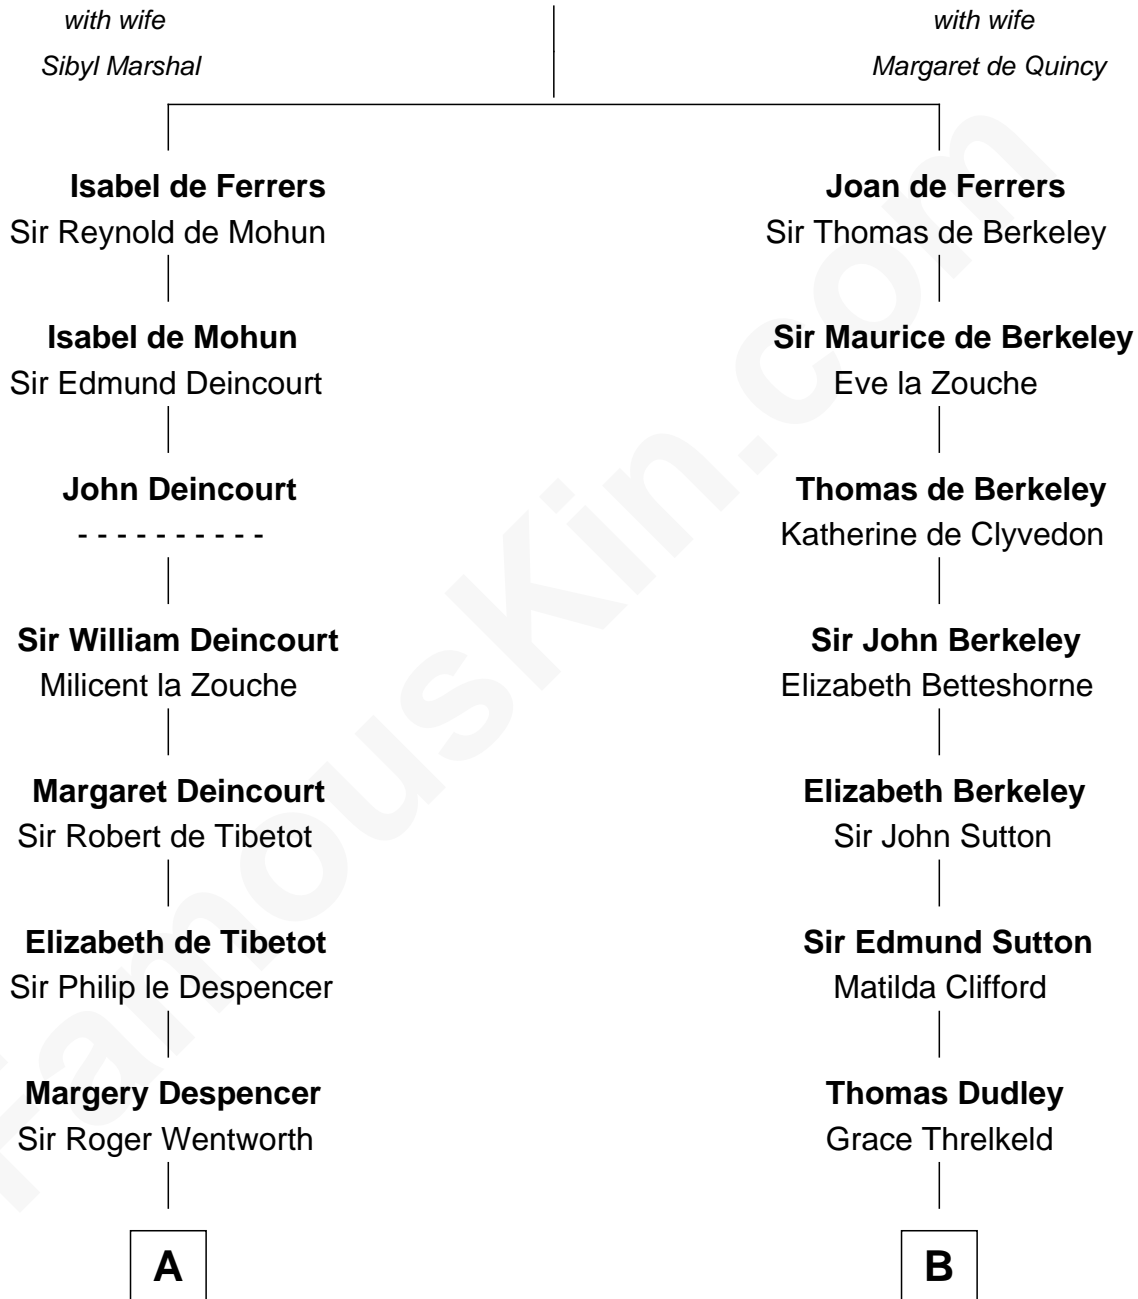 with wife
Sibyl Marshal
with wife
Margaret de Quincy
Isabel de Ferrers
Sir Reynold de Mohun
Joan de Ferrers
Sir Thomas de Berkeley
Isabel de Mohun
Sir Edmund Deincourt
Sir Maurice de Berkeley
Eve la Zouche
John Deincourt
- - - - - - - - - -
Thomas de Berkeley
Katherine de Clyvedon
Sir William Deincourt
Milicent la Zouche
Sir John Berkeley
Elizabeth Betteshorne
Margaret Deincourt
Sir Robert de Tibetot
Elizabeth Berkeley
Sir John Sutton
Elizabeth de Tibetot
Sir Philip le Despencer
Sir Edmund Sutton
Matilda Clifford
Margery Despencer
Sir Roger Wentworth
Thomas Dudley
Grace Threlkeld
A
B
FamousKin.com